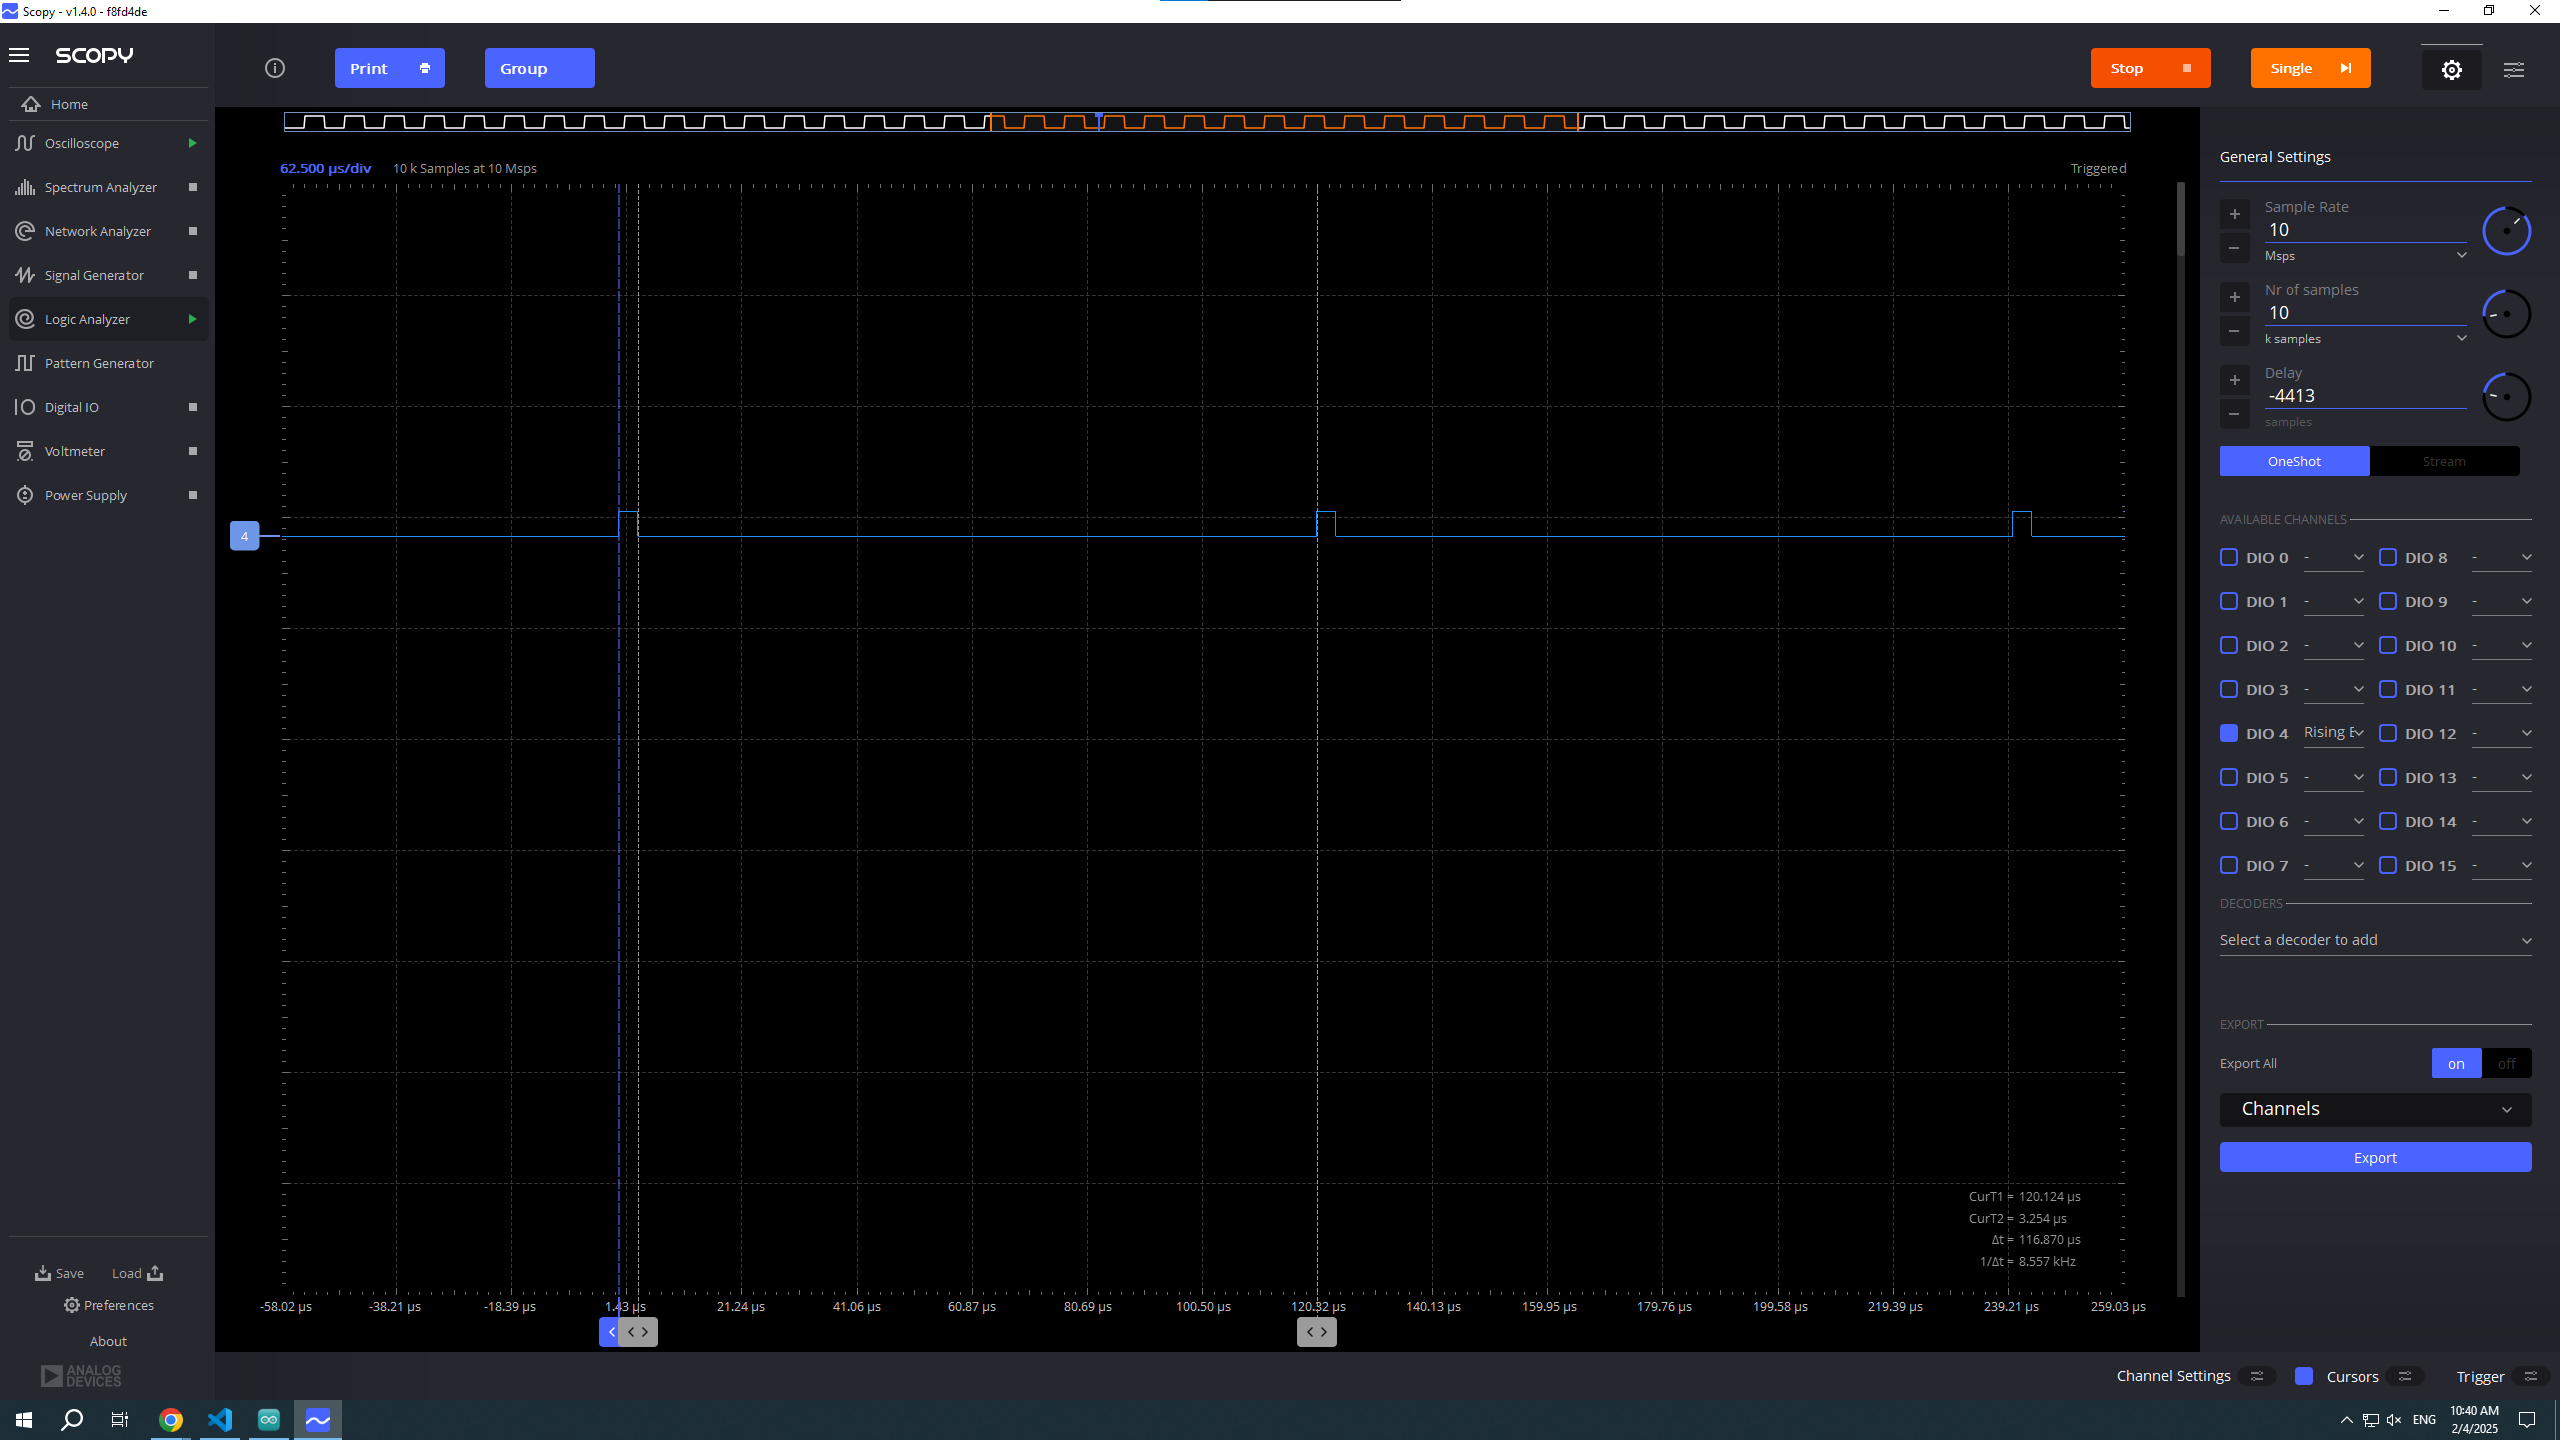 Scopy - v1.4.0 - f8fd4de
SCOPY
Print
Group
Stop
Single
Home
Oscilloscope
Spectrum Analyzer
Network Analyzer
Signal Generator
Logic Analyzer
Pattern Generator
Digital IO
Voltmeter
Power Supply
62.500 µs/div 10 k Samples at 10 Msps
Triggered
4
CurT1 = 120.124 µs
CurT2 = 3.254 µs
Δt = 116.870 µs
1/Δt = 8.557 kHz
-58.02 µs -38.21 µs -18.39 µs 1.43 µs 21.24 µs 41.06 µs 60.87 µs 80.69 µs 100.50 µs 120.32 µs 140.13 µs 159.95 µs 179.76 µs 199.58 µs 219.39 µs 239.21 µs 259.03 µs
General Settings
Sample Rate
10
Msps
Nr of samples
10
k samples
Delay
-4413
samples
OneShot Stream
AVAILABLE CHANNELS
DIO 0 - DIO 8 -
DIO 1 - DIO 9 -
DIO 2 - DIO 10 -
DIO 3 - DIO 11 -
DIO 4 Rising E DIO 12 -
DIO 5 - DIO 13 -
DIO 6 - DIO 14 -
DIO 7 - DIO 15 -
DECODERS
Select a decoder to add
EXPORT
Export All on off
Channels
Export
Save Load
Preferences
About
ANALOG
DEVICES
Channel Settings Cursors Trigger
ENG
10:40 AM
2/4/2025